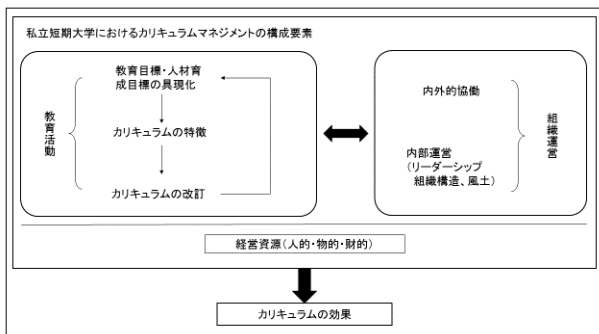 私立短期大学におけるカリキュラムマネジメントの構成要素
教育活動
教育目標・人材育
成目標の具現化
カリキュラムの特徴
カリキュラムの改訂
内外的協働
内部運営
(リーダーシップ
組織構造、風土)
組織運営
経営資源(人的・物的・財的)
カリキュラムの効果